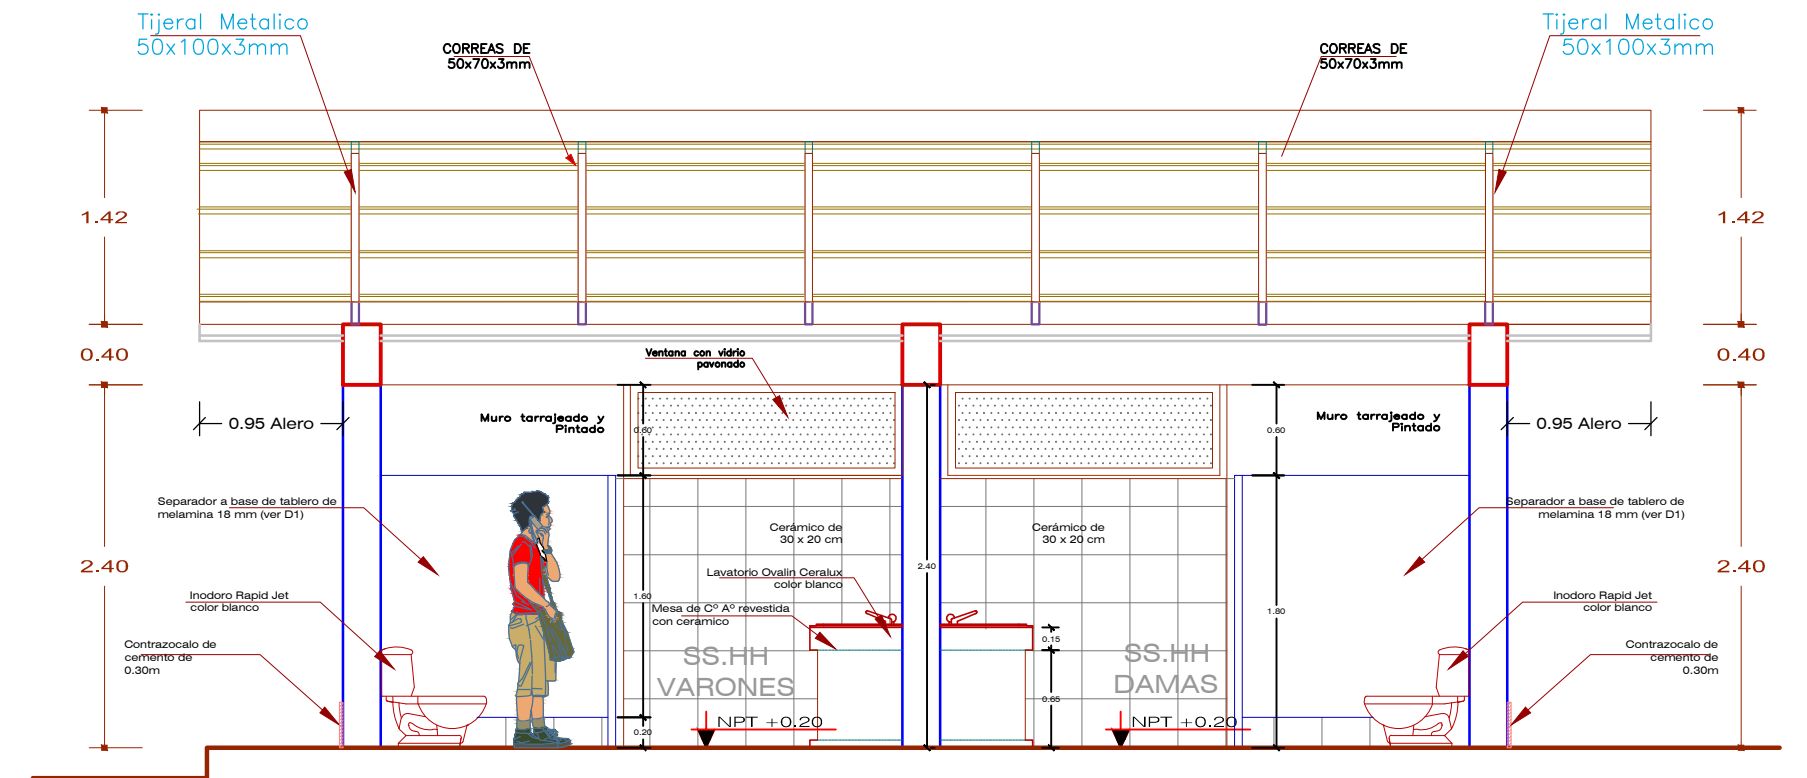 Tijeral Metalico
50x100x3mm
CORREAS DE
50x70x3mm
CORREAS DE
50x70x3mm
Tijeral Metalico
50x100x3mm
1.42
1.42
0.40
0.40
Ventana con vidrio
pavonado
0.95 Alero
Muro tarrajeado y
Pintado
0.60
0.60
Muro tarrajeado y
Pintado
0.95 Alero
Separador a base de tablero de
melamina 18 mm (ver D1)
Cerámico de
30 x 20 cm
Cerámico de
30 x 20 cm
Separador a base de tablero de
melamina 18 mm (ver D1)
2.40
2.40
2.40
Lavatorio Ovalin Ceralux
color blanco
Inodoro Rapid Jet
color blanco
1.60
Mesa de Cº Aº revestida
con ceràmico
1.80
Inodoro Rapid Jet
color blanco
Contrazocalo de
cemento de
0.30m
SS.HH
VARONES
0.15
0.65
SS.HH
DAMAS
Contrazocalo de
cemento de
0.30m
0.20
NPT +0.20
NPT +0.20